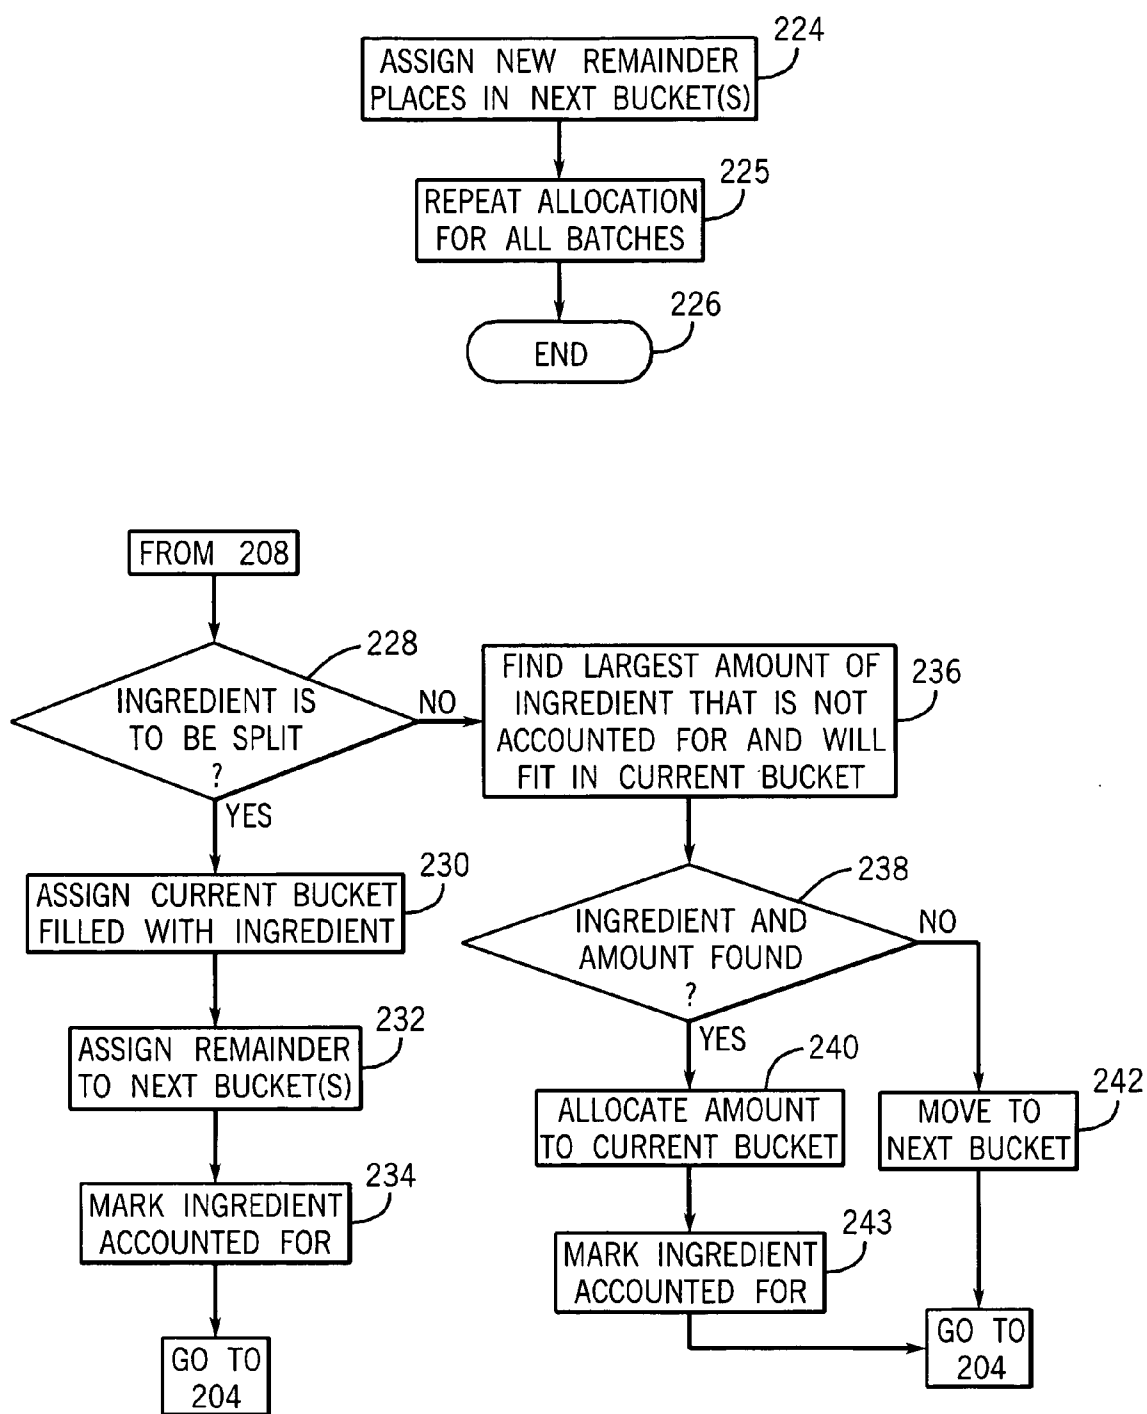 224
ASSIGN NEW REMAINDER
PLACES IN NEXT BUCKET(S)
225
REPEAT ALLOCATION
FOR ALL BATCHES
226
END
FROM 208
228
INGREDIENT IS
TO BE SPLIT
?
NO
YES
FIND LARGEST AMOUNT OF
INGREDIENT THAT IS NOT
ACCOUNTED FOR AND WILL
FIT IN CURRENT BUCKET
236
230
ASSIGN CURRENT BUCKET
FILLED WITH INGREDIENT
238
INGREDIENT AND
AMOUNT FOUND
?
NO
YES
232
ASSIGN REMAINDER
TO NEXT BUCKET(S)
240
ALLOCATE AMOUNT
TO CURRENT BUCKET
242
MOVE TO
NEXT BUCKET
234
MARK INGREDIENT
ACCOUNTED FOR
243
MARK INGREDIENT
ACCOUNTED FOR
GO TO
204
GO TO
204